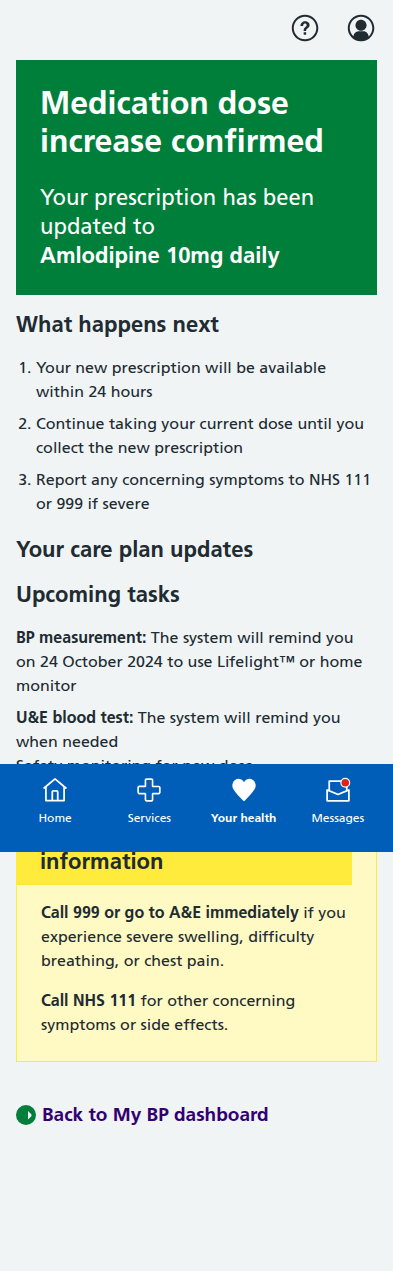 Medication dose
increase confirmed
Your prescription has been
updated to
Amlodipine 10mg daily
What happens next
1. Your new prescription will be available
within 24 hours
2. Continue taking your current dose until you
collect the new prescription
3. Report any concerning symptoms to NHS 111
or 999 if severe
Your care plan updates
Upcoming tasks
BP measurement: The system will remind you
on 24 October 2024 to use Lifelight™ or home
monitor
U&E blood test: The system will remind you
when needed
Safety monitoring for new dose
Home
Services
Your health
Messages
information
Call 999 or go to A&E immediately if you
experience severe swelling, difficulty
breathing, or chest pain.
Call NHS 111 for other concerning
symptoms or side effects.
Back to My BP dashboard